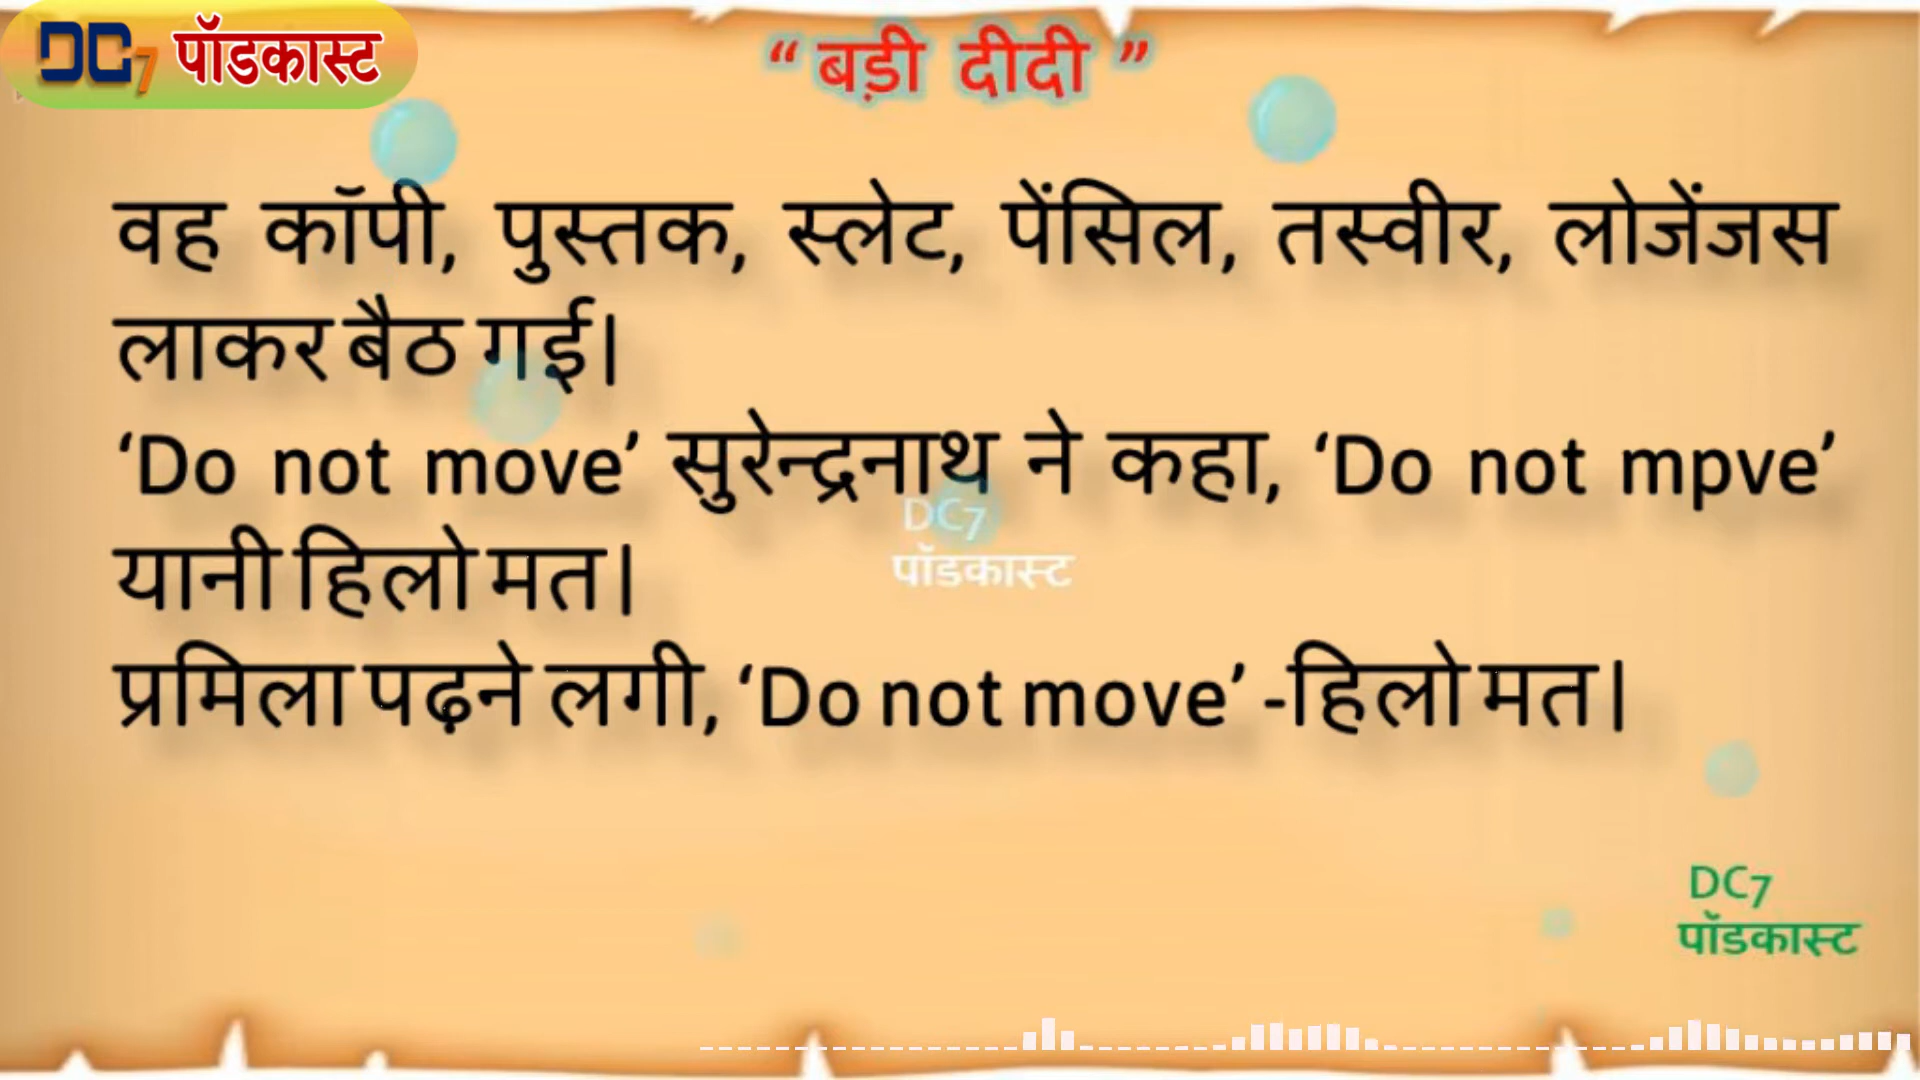 DC7 पॉडकास्ट
“ बड़ी दीदी ”
वह कॉपी, पुस्तक, स्लेट, पेंसिल, तस्वीर, लोजेंजस
लाकर बैठ गई।
‘Do not move’ सुरेन्द्रनाथ ने कहा, ‘Do not mpve’
यानी हिलो मत।
प्रमिला पढ़ने लगी, ‘Do not move’ -हिलो मत।
DC7
पॉडकास्ट
DC7
पॉडकास्ट